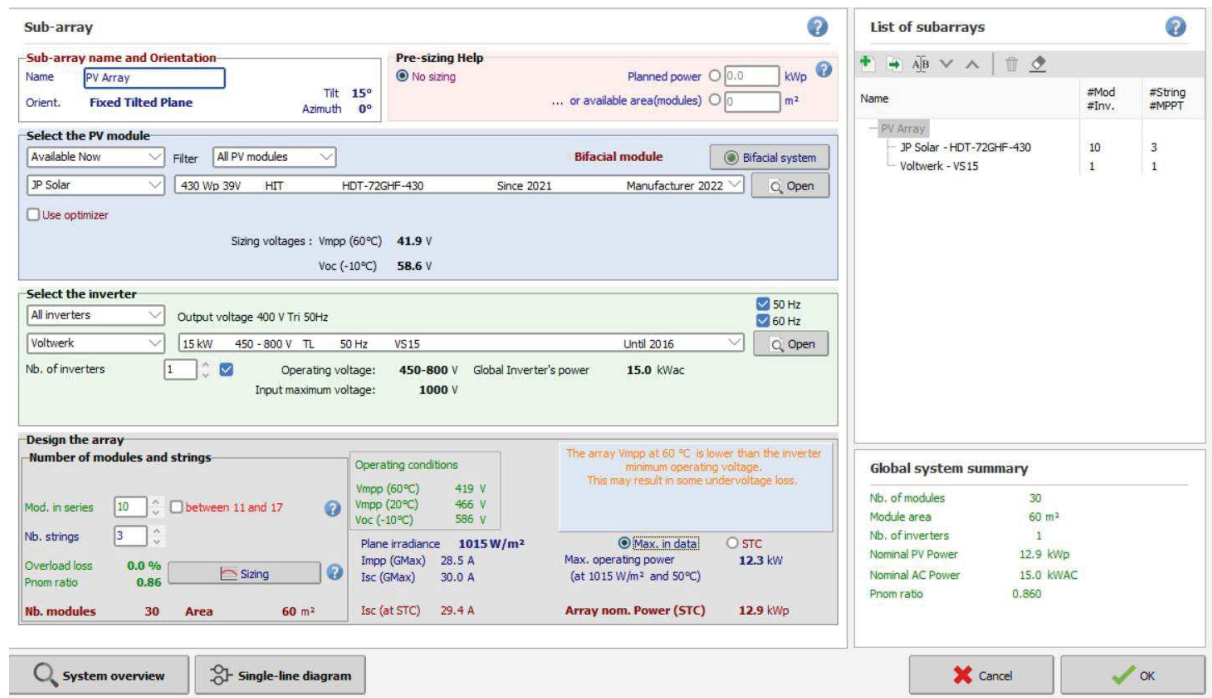 Sub-array
Sub-array name and Orientation
Name PV Array
Orient. Fixed Tilted Plane
Tilt 15°
Azimuth 0°
Pre-sizing Help
No sizing
Planned power 0.0 kWp
... or available area(modules) 0 m²
Select the PV module
Available Now Filter All PV modules Bifacial module Bifacial system
JP Solar 430 Wp 39V HIT HDT-72GHF-430 Since 2021 Manufacturer 2022 Open
Use optimizer
Sizing voltages : Vmpp (60°C) 41.9 V
Voc (-10°C) 58.6 V
Select the inverter
All inverters Output voltage 400 V Tri 50Hz
50 Hz
60 Hz
Voltwerk 15 kW 450 - 800 V TL 50 Hz VS15 Until 2016 Open
Nb. of inverters 1 Operating voltage: 450-800 V Global Inverter's power 15.0 kWac
Input maximum voltage: 1000 V
Design the array
Number of modules and strings
Mod. in series 10 between 11 and 17
Nb. strings 3
Overload loss 0.0 %
Pnom ratio 0.86
Sizing
Nb. modules 30 Area 60 m²
Operating conditions
Vmpp (60°C) 419 V
Vmpp (20°C) 466 V
Voc (-10°C) 586 V
Plane irradiance 1015 W/m²
Impp (GMax) 28.5 A
Isc (GMax) 30.0 A
Isc (at STC) 29.4 A
The array Vmpp at 60 °C is lower than the inverter
minimum operating voltage.
This may result in some undervoltage loss.
Max. in data STC
Max. operating power 12.3 kW
(at 1015 W/m² and 50°C)
Array nom. Power (STC) 12.9 kWp
List of subarrays
Name #Mod #String
#Inv. #MPPT
PV Array
JP Solar - HDT-72GHF-430 10 3
Voltwerk - VS15 1 1
Global system summary
Nb. of modules 30
Module area 60 m²
Nb. of inverters 1
Nominal PV Power 12.9 kWp
Nominal AC Power 15.0 kWAC
Pnom ratio 0.860
System overview
Single-line diagram
Cancel
OK